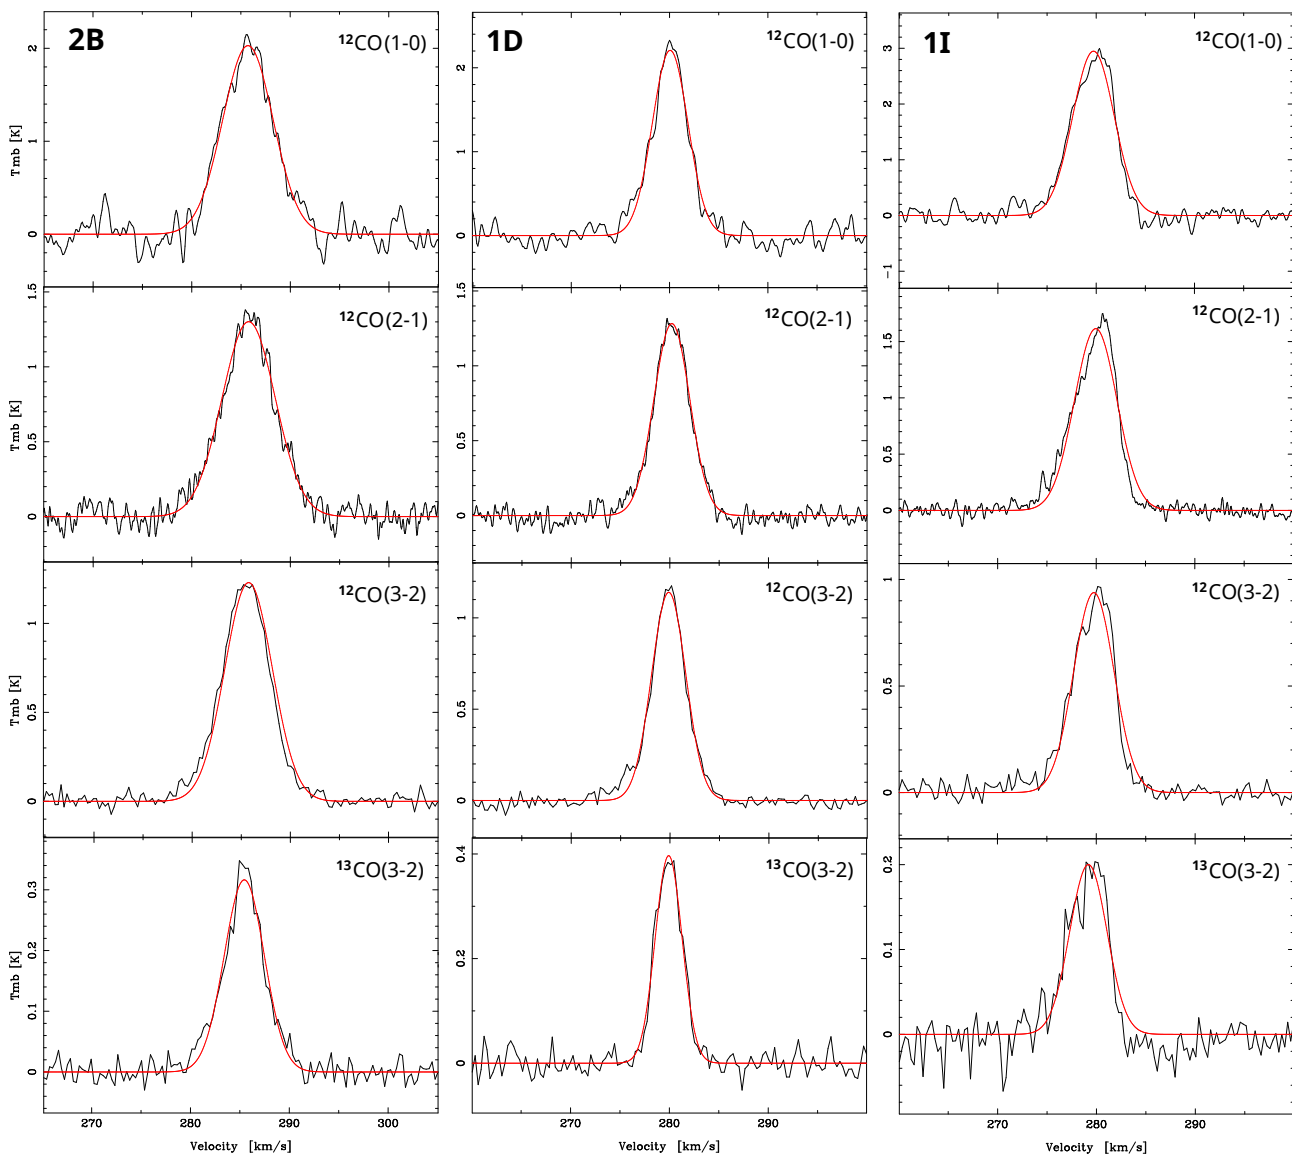 2B ¹²CO(1-0) 1D ¹²CO(1-0) 1I ¹²CO(1-0)
Tmb [K] 0 1 2 0 1 2 −1 0 1 2 3
¹²CO(2-1) ¹²CO(2-1) ¹²CO(2-1)
Tmb [K] 0 0.5 1 1.5 0 0.5 1 1.5 0 0.5 1 1.5
¹²CO(3-2) ¹²CO(3-2) ¹²CO(3-2)
Tmb [K] 0 0.5 1 0 0.5 1 0 0.5 1
¹³CO(3-2) ¹³CO(3-2) ¹³CO(3-2)
Tmb [K] 0 0.1 0.2 0.3 0 0.2 0.4 0 0.1 0.2
270 280 290 300 270 280 290 270 280 290
Velocity [km/s] Velocity [km/s] Velocity [km/s]